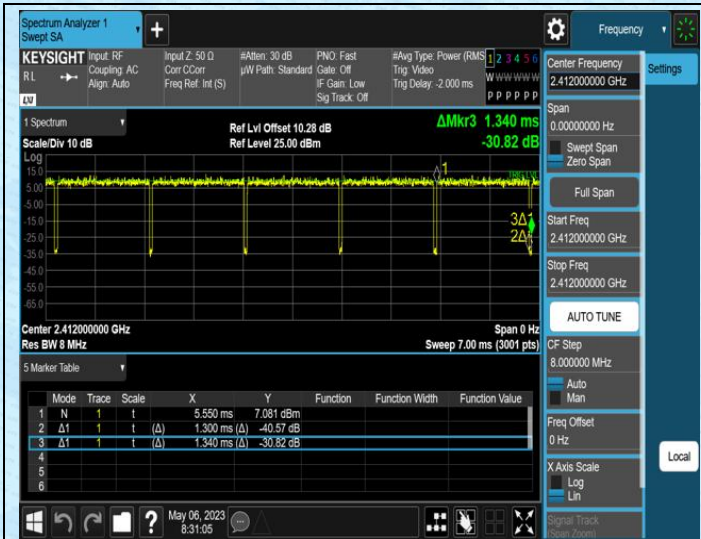 Spectrum Analyzer 1
Swept SA
Frequency
KEYSIGHT
RL
Input: RF
Coupling: AC
Align: Auto
Input Z: 50 Ω
Corr CCorr
Freq Ref: Int (S)
#Atten: 30 dB
µW Path: Standard
PNO: Fast
Gate: Off
IF Gain: Low
Sig Track: Off
#Avg Type: Power (RMS
Trig: Video
Trig Delay: -2.000 ms
1 2 3 4 5 6
W W W W W W
P P P P P P
1 Spectrum
Scale/Div 10 dB
Log
Ref Lvl Offset 10.28 dB
Ref Level 25.00 dBm
ΔMkr3 1.340 ms
-30.82 dB
15.0
5.00
-5.00
-15.0
-25.0
-35.0
-45.0
-55.0
-65.0
1
3Δ1
2Δ
Center 2.412000000 GHz
Res BW 8 MHz
Span 0 Hz
Sweep 7.00 ms (3001 pts)
5 Marker Table
Mode Trace Scale X Y Function Function Width Function Value
1 N 1 t 5.550 ms 7.081 dBm
2 Δ1 1 t (Δ) 1.300 ms (Δ) -40.57 dB
3 Δ1 1 t (Δ) 1.340 ms (Δ) -30.82 dB
4
5
6
May 06, 2023
8:31:05
?
Center Frequency
2.412000000 GHz
Span
0.00000000 Hz
Swept Span
Zero Span
Full Span
Start Freq
2.412000000 GHz
Stop Freq
2.412000000 GHz
AUTO TUNE
CF Step
8.000000 MHz
Auto
Man
Freq Offset
0 Hz
X Axis Scale
Log
Lin
Signal Track
(Span Zoom)
Settings
Local